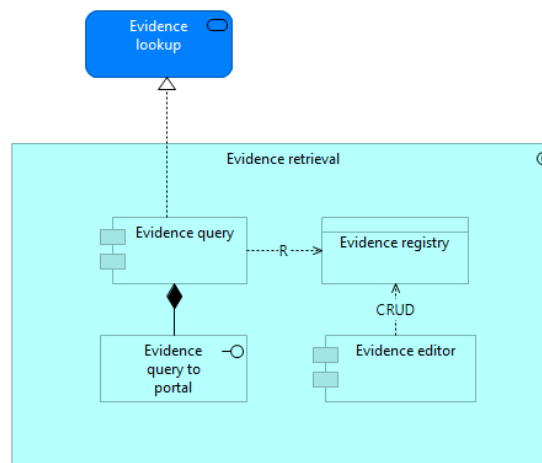 Evidence
lookup
Evidence retrieval
Evidence query
R
Evidence registry
CRUD
Evidence
query to
portal
Evidence editor